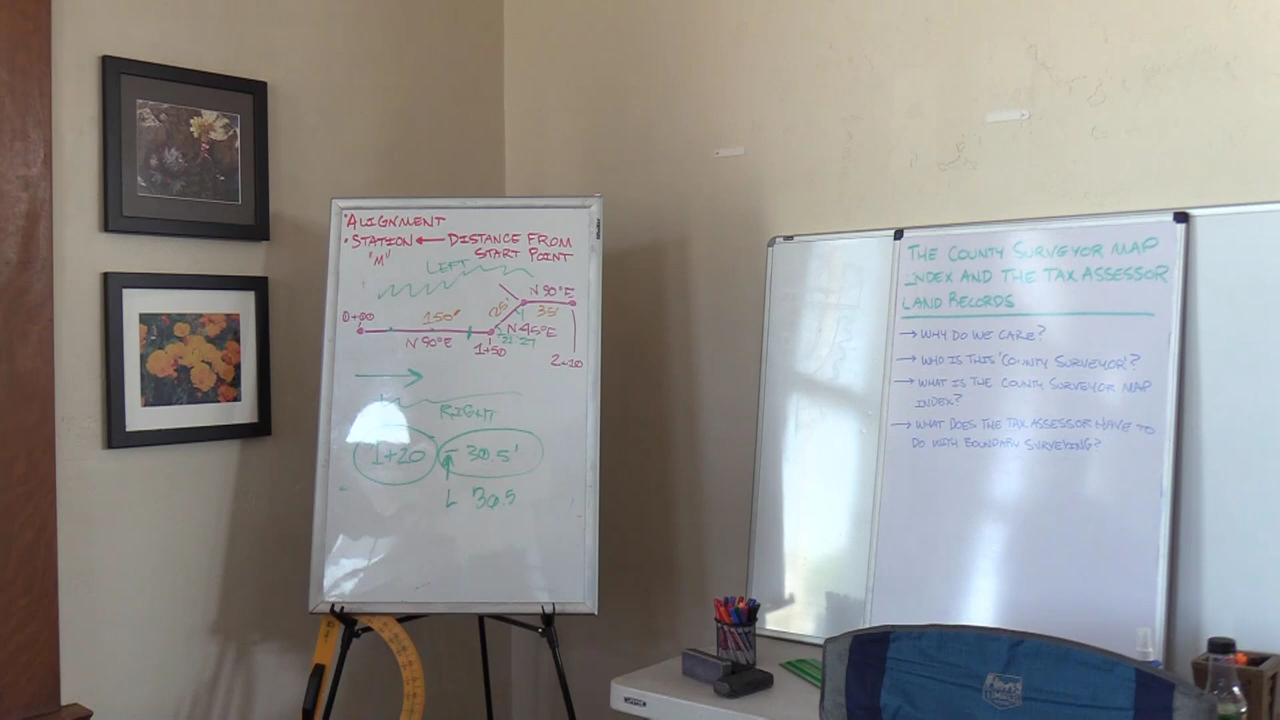 •ALIGNMENT
•STATION ← DISTANCE FROM
"M" START POINT
LEFT
N 90°E
0+00
150'
25'
35'
N 90°E
N 45°E
1+50
2+10
RIGHT
1+20 - 30.5'
L 30.5
THE COUNTY SURVEYOR MAP
INDEX AND THE TAX ASSESSOR
LAND RECORDS
→ WHY DO WE CARE?
→ WHO IS THIS 'COUNTY SURVEYOR'?
→ WHAT IS THE COUNTY SURVEYOR MAP
INDEX?
→ WHAT DOES THE TAX ASSESSOR HAVE TO
DO WITH BOUNDARY SURVEYING?